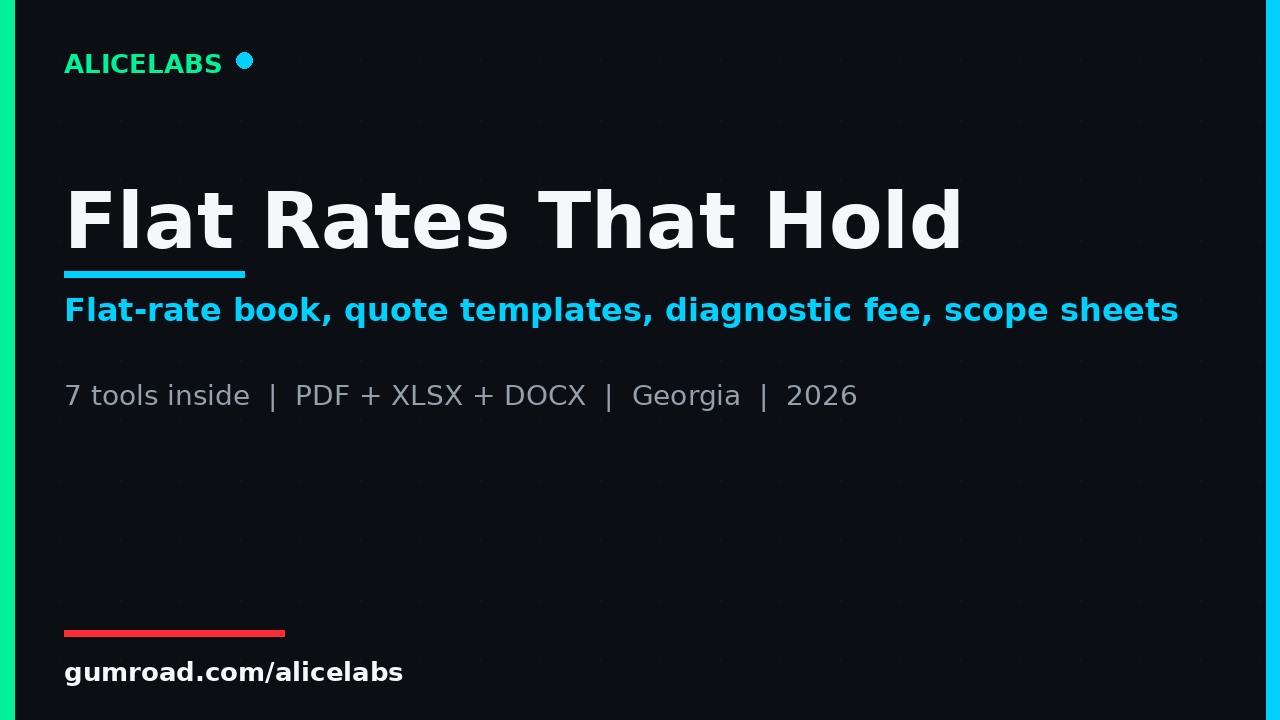 ALICELABS
Flat Rates That Hold
Flat-rate book, quote templates, diagnostic fee, scope sheets
7 tools inside | PDF + XLSX + DOCX | Georgia | 2026
gumroad.com/alicelabs